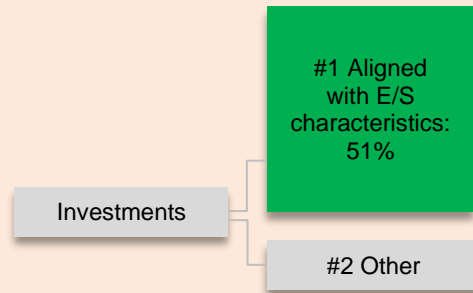 #1 Aligned
with E/S
characteristics:
51%
Investments
#2 Other